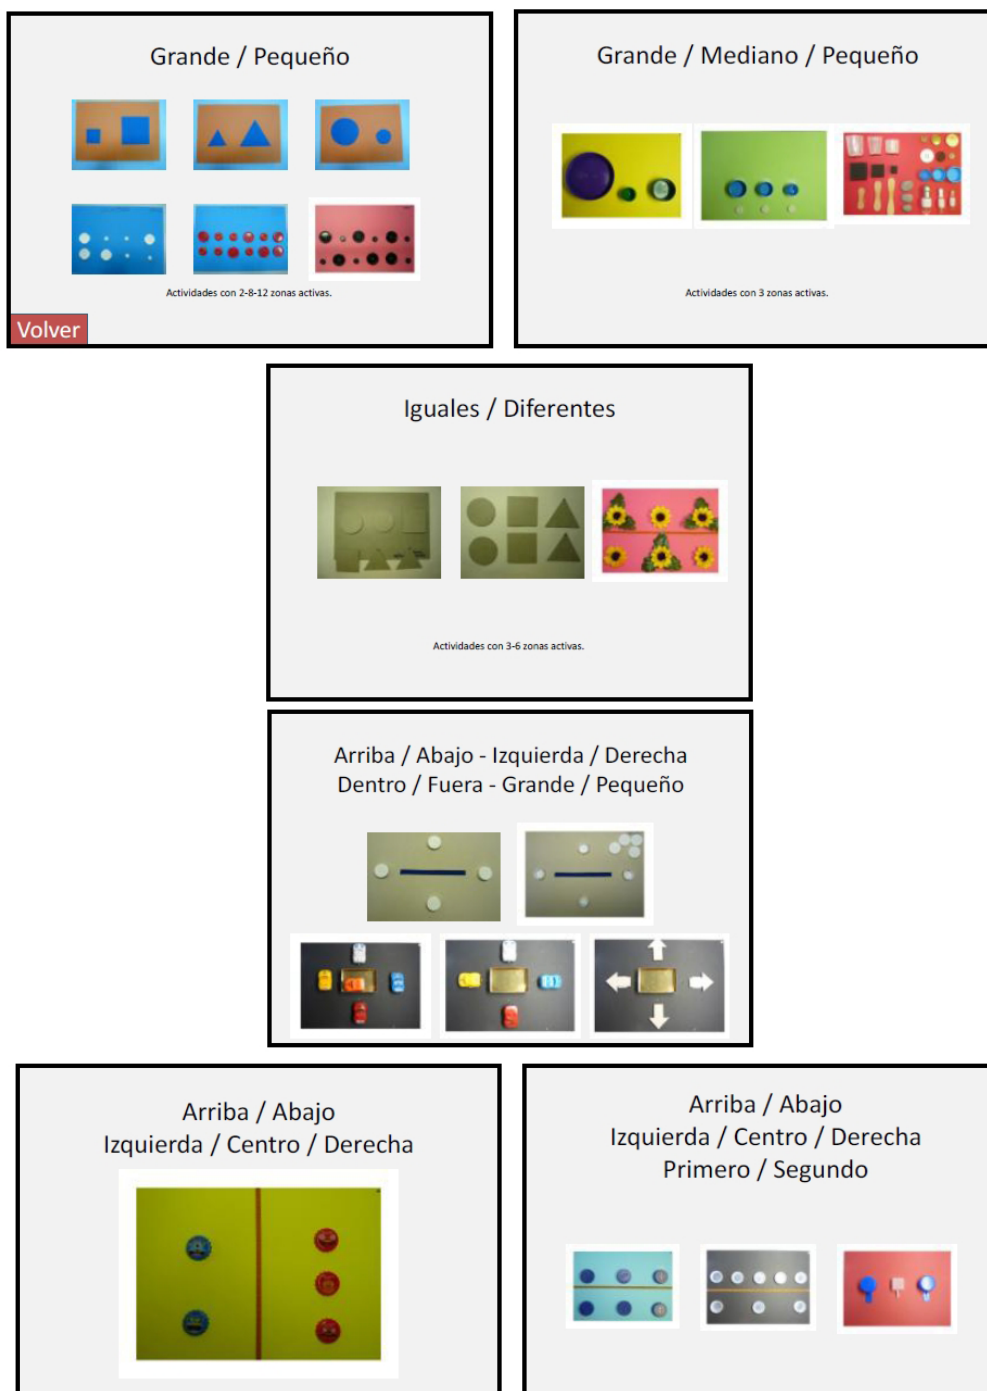 Grande / Pequeño
Actividades con 2-8-12 zonas activas.
Volver
Grande / Mediano / Pequeño
Actividades con 3 zonas activas.
Iguales / Diferentes
Actividades con 3-6 zonas activas.
Arriba / Abajo - Izquierda / Derecha
Dentro / Fuera - Grande / Pequeño
Arriba / Abajo
Izquierda / Centro / Derecha
Arriba / Abajo
Izquierda / Centro / Derecha
Primero / Segundo